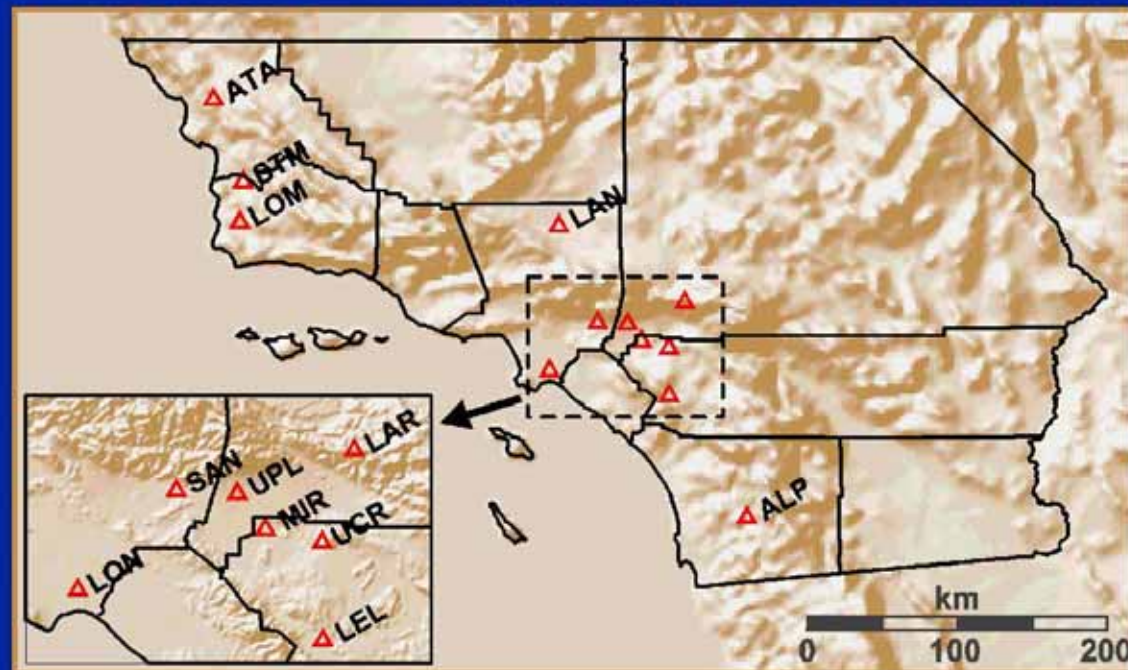 ATA
STM
LOM
LAN
LAR
SAN
UPL
MIR
UCR
LON
LEL
ALP
km
0 100 200